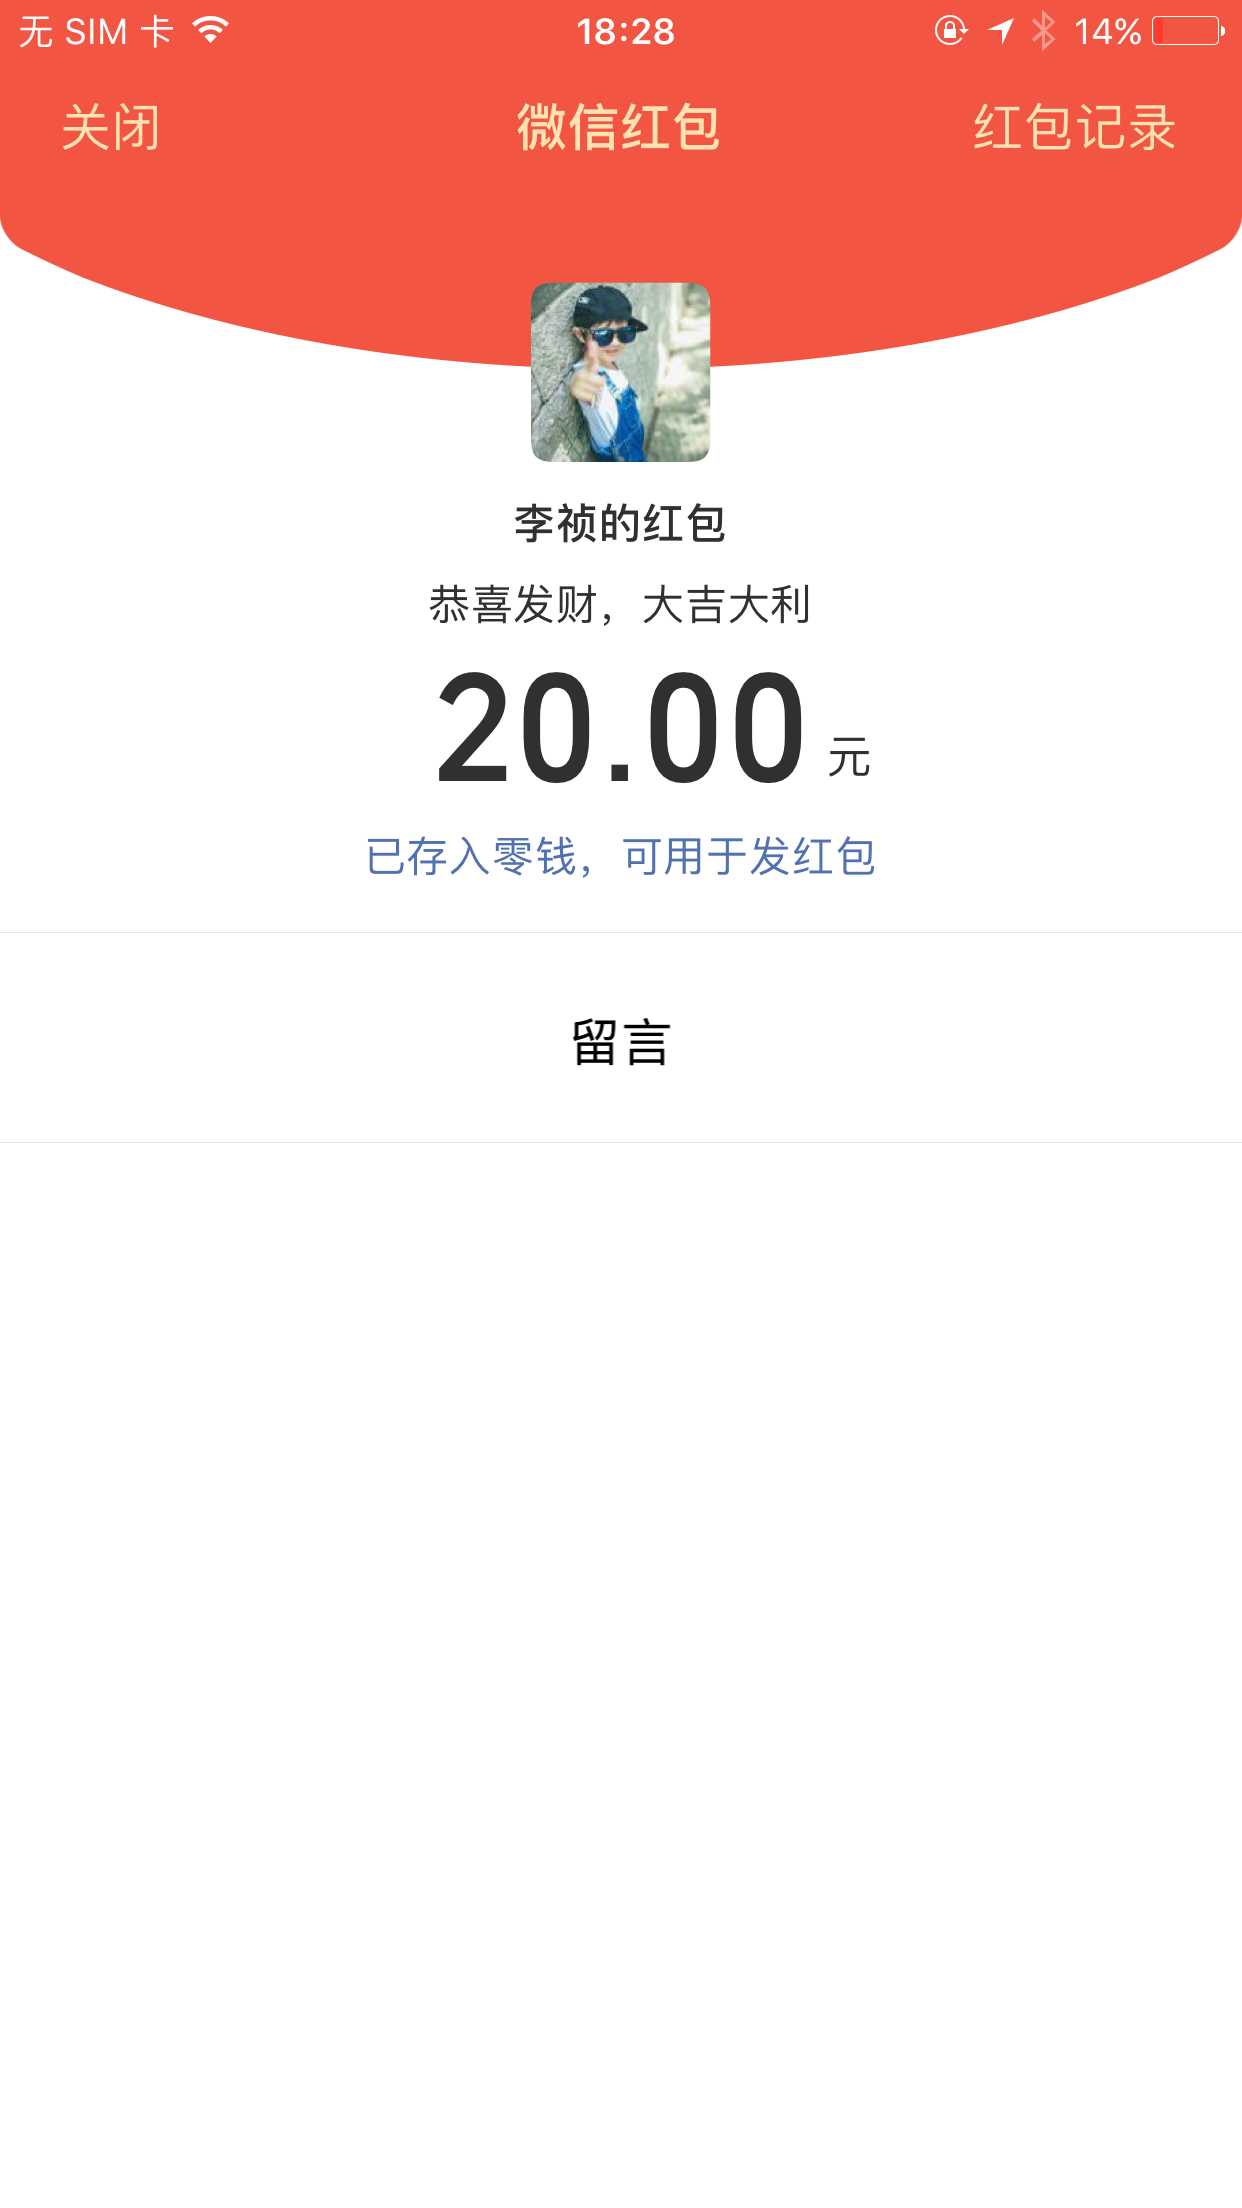 无 SIM 卡 18:28 14%
关闭 微信红包 红包记录
李祯的红包
恭喜发财，大吉大利
20.00 元
已存入零钱，可用于发红包
留言